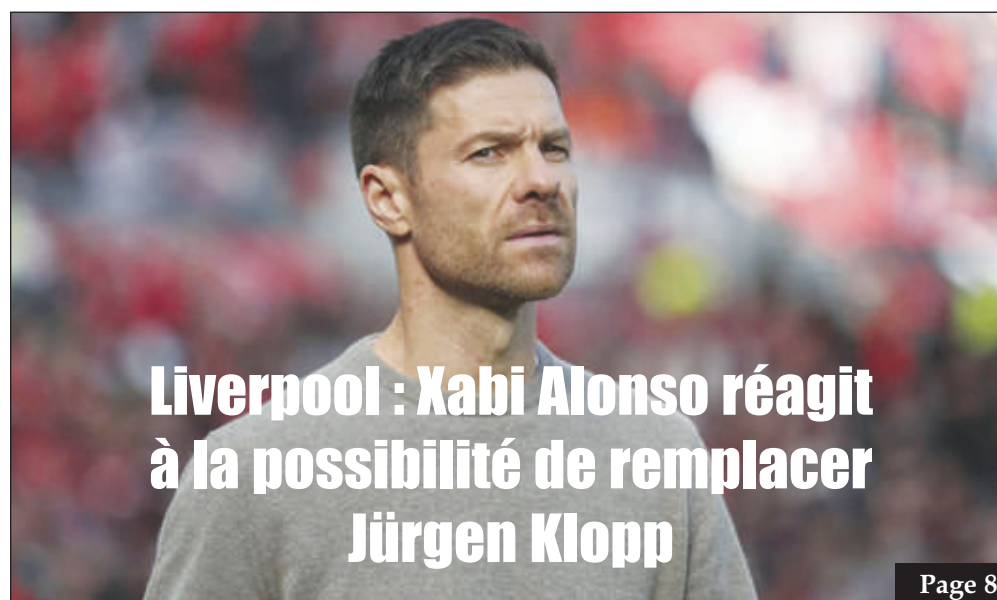 Liverpool : Xabi Alonso réagit
à la possibilité de remplacer
Jürgen Klopp
Page 8